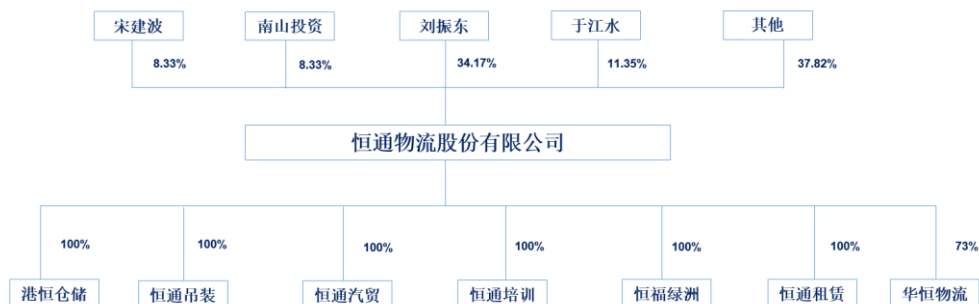 宋建波 南山投资 刘振东 于江水 其他
8.33% 8.33% 34.17% 11.35% 37.82%
恒通物流股份有限公司
100% 100% 100% 100% 100% 100% 73%
港恒仓储 恒通吊装 恒通汽贸 恒通培训 恒福绿洲 恒通租赁 华恒物流